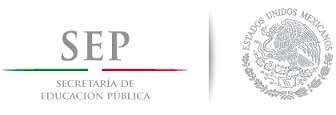 SEP
SECRETARÍA DE
EDUCACIÓN PÚBLICA
ESTADOS UNIDOS MEXICANOS